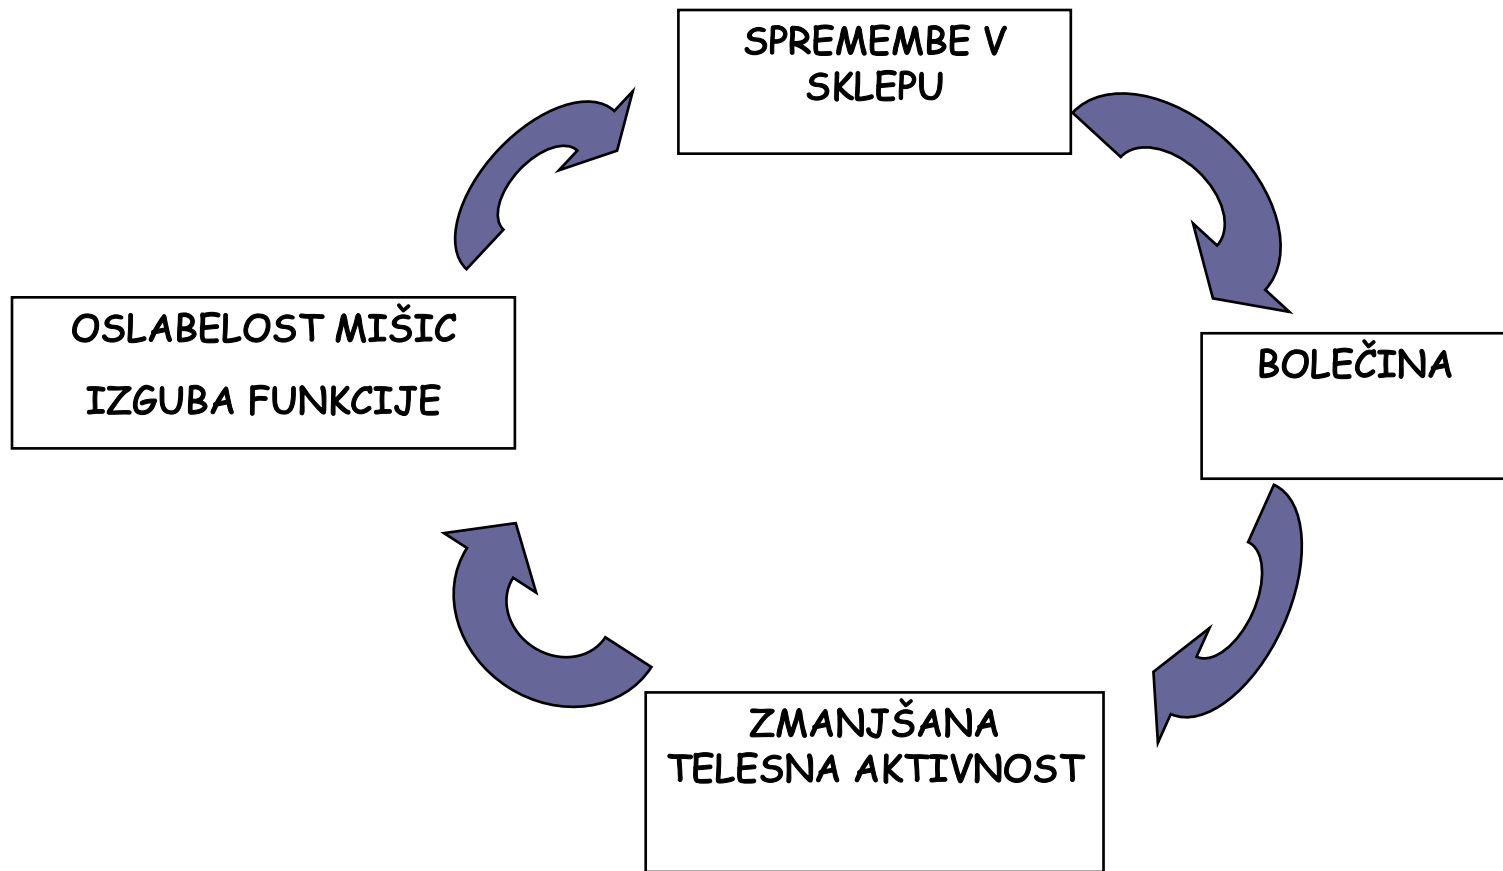 SPREMEMBE V
SKLEPU
BOLEČINA
ZMANJŠANA
TELESNA AKTIVNOST
OSLABELOST MIŠIC
IZGUBA FUNKCIJE